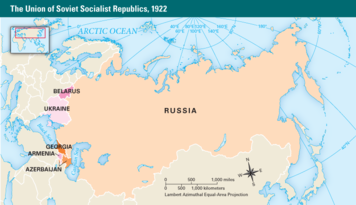 The Union of Soviet Socialist Republics, 1922
ARCTIC OCEAN
BELARUS
UKRAINE
RUSSIA
GEORGIA
ARMENIA
AZERBAIJAN
N
W
E
S
0 500 1,000 miles
0 500 1,000 kilometers
Lambert Azimuthal Equal-Area Projection